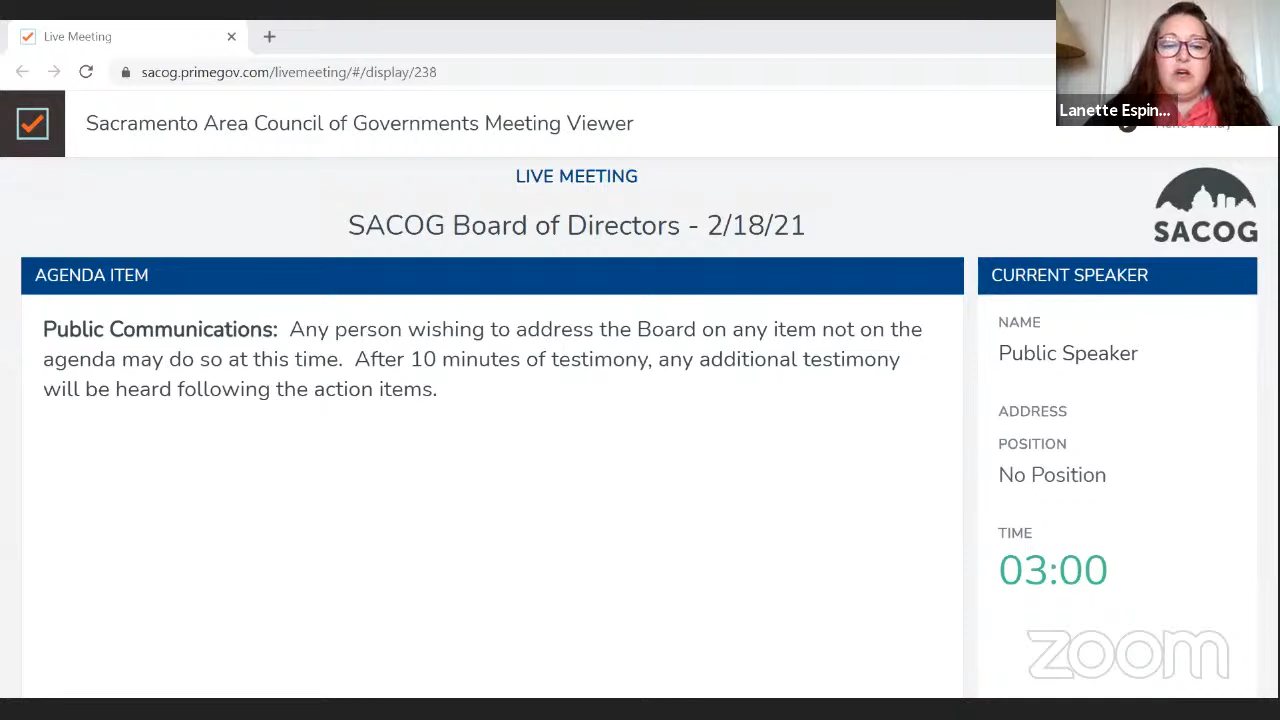 Live Meeting
sacog.primegov.com/livemeeting/#/display/238
Lanette Espin...
Sacramento Area Council of Governments Meeting Viewer
LIVE MEETING
SACOG Board of Directors - 2/18/21
SACOG
AGENDA ITEM
CURRENT SPEAKER
Public Communications: Any person wishing to address the Board on any item not on the
agenda may do so at this time. After 10 minutes of testimony, any additional testimony
will be heard following the action items.
NAME
Public Speaker
ADDRESS
POSITION
No Position
TIME
03:00
zoom